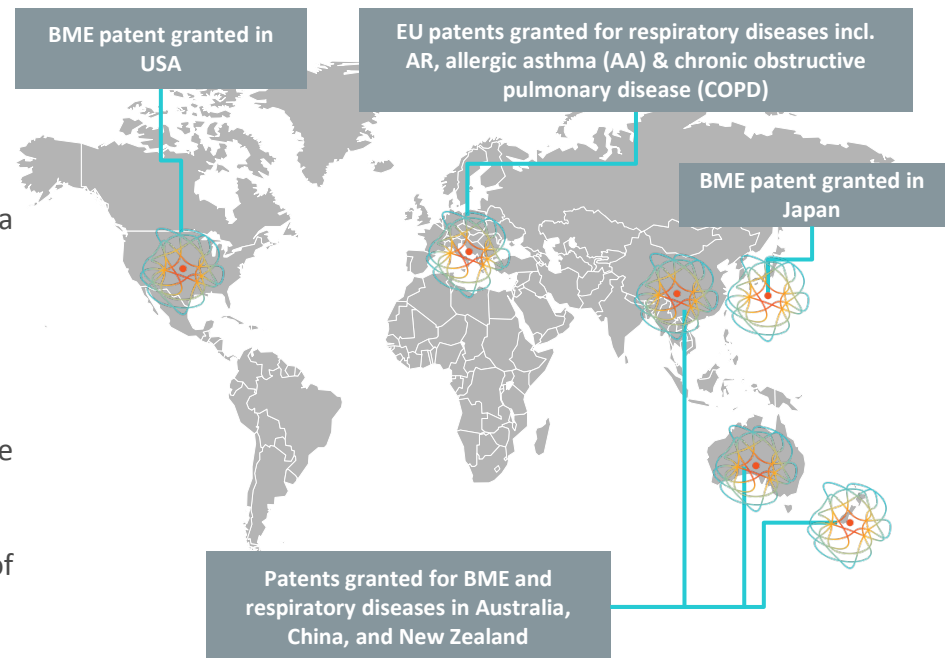 BME patent granted in
USA
EU patents granted for respiratory diseases incl.
AR, allergic asthma (AA) & chronic obstructive
pulmonary disease (COPD)
BME patent granted in
Japan
a
e
of
Patents granted for BME and
respiratory diseases in Australia,
China, and New Zealand